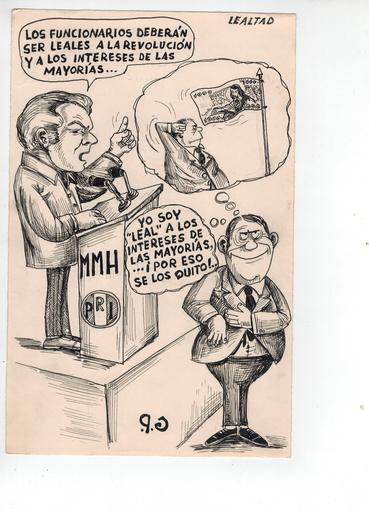 LEALTAD
LOS FUNCIONARIOS DEBERÁN
SER LEALES A LA REVOLUCIÓN
Y A LOS INTERESES DE LAS
MAYORÍAS...
YO SOY
"LEAL" A LOS
INTERESES DE
LAS MAYORÍAS,
...¡POR ESO
SE LOS QUITO!..
MMH
PRI